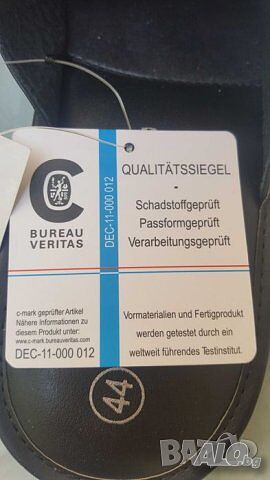 C
BUREAU
VERITAS
DEC-11-000 012
QUALITÄTSSIEGEL
-
Schadstoffgeprüft
Passformgeprüft
Verarbeitungsgeprüft
c-mark geprüfter Artikel
Nähere Informationen zu
diesem Produkt unter:
www.c-mark.bureauveritas.com
DEC-11-000 012
Vormaterialien und Fertigprodukt
werden getestet durch ein
weltweit führendes Testinstitut.
44
BAZAR.bg